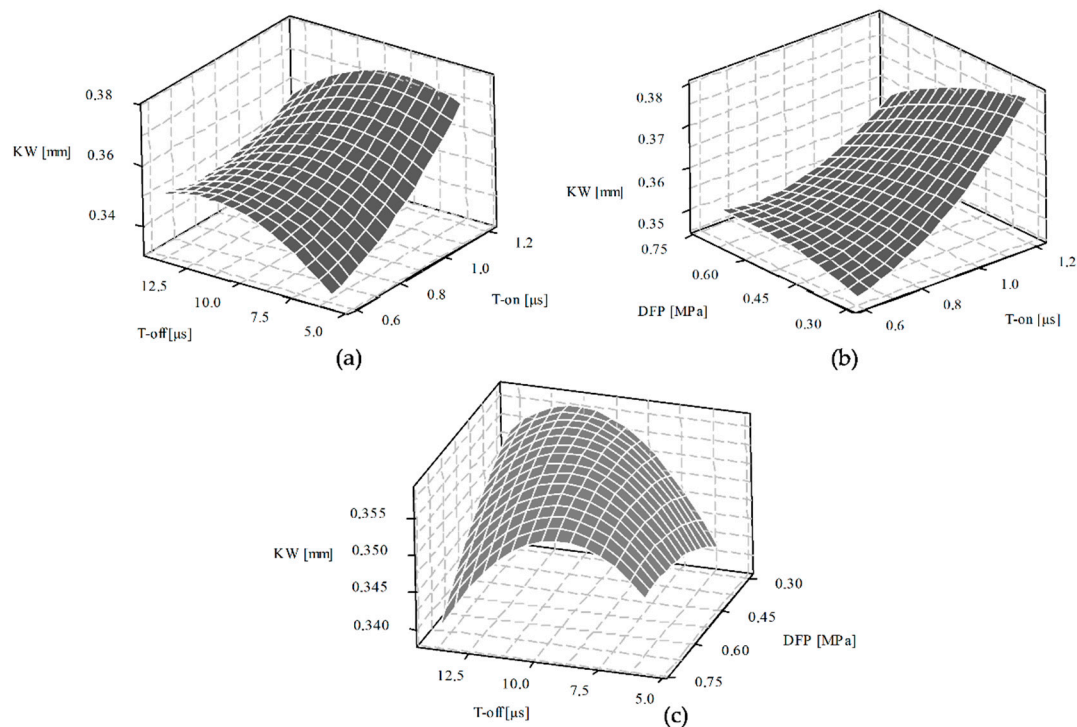 0.38
KW [mm]
0.36
0.34
12.5
10.0
7.5
5.0
T-off[µs]
0.6
0.8
1.0
1.2
T-on [µs]
(a)
0.38
0.37
KW [mm]
0.36
0.35
0.75
0.60
0.45
0.30
DFP [MPa]
0.6
0.8
1.0
1.2
T-on [µs]
(b)
0.355
KW [mm]
0.350
0.345
0.340
12.5
10.0
7.5
5.0
T-off[µs]
0.30
0.45
DFP [MPa]
0.60
0.75
(c)